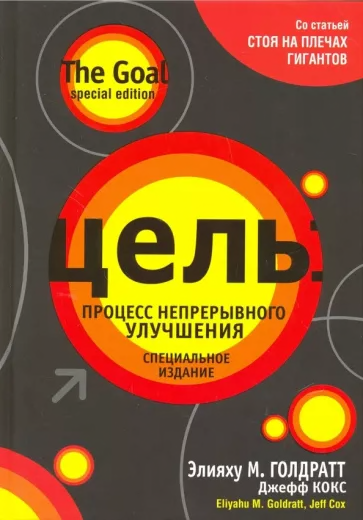 The Goal
special edition
Со статьей
СТОЯ НА ПЛЕЧАХ
ГИГАНТОВ
цель
ПРОЦЕСС НЕПРЕРЫВНОГО
УЛУЧШЕНИЯ
СПЕЦИАЛЬНОЕ
ИЗДАНИЕ
Элияху М. ГОЛДРАТТ
Джефф КОКС
Eliyahu M. Goldratt, Jeff Cox